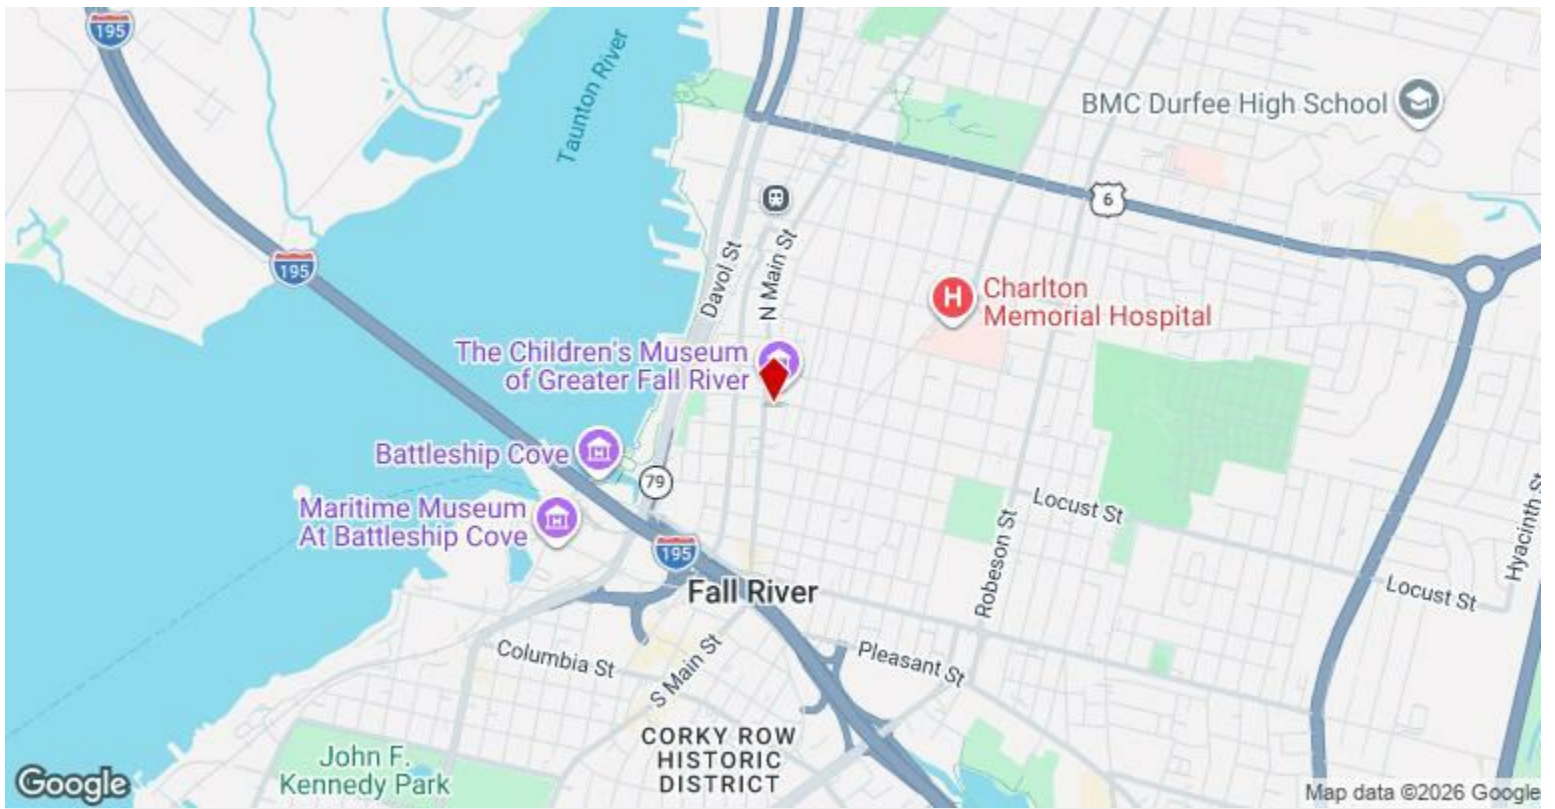 195
Taunton River
BMC Durfee High School
6
195
Davol St
N Main St
H
Charlton
Memorial Hospital
The Children's Museum
of Greater Fall River
Battleship Cove
79
Locust St
Maritime Museum
At Battleship Cove
195
Robeson St
Hyacinth St
Fall River
Locust St
Columbia St
S Main St
Pleasant St
CORKY ROW
HISTORIC
DISTRICT
John F.
Kennedy Park
Google
Map data ©2026 Google